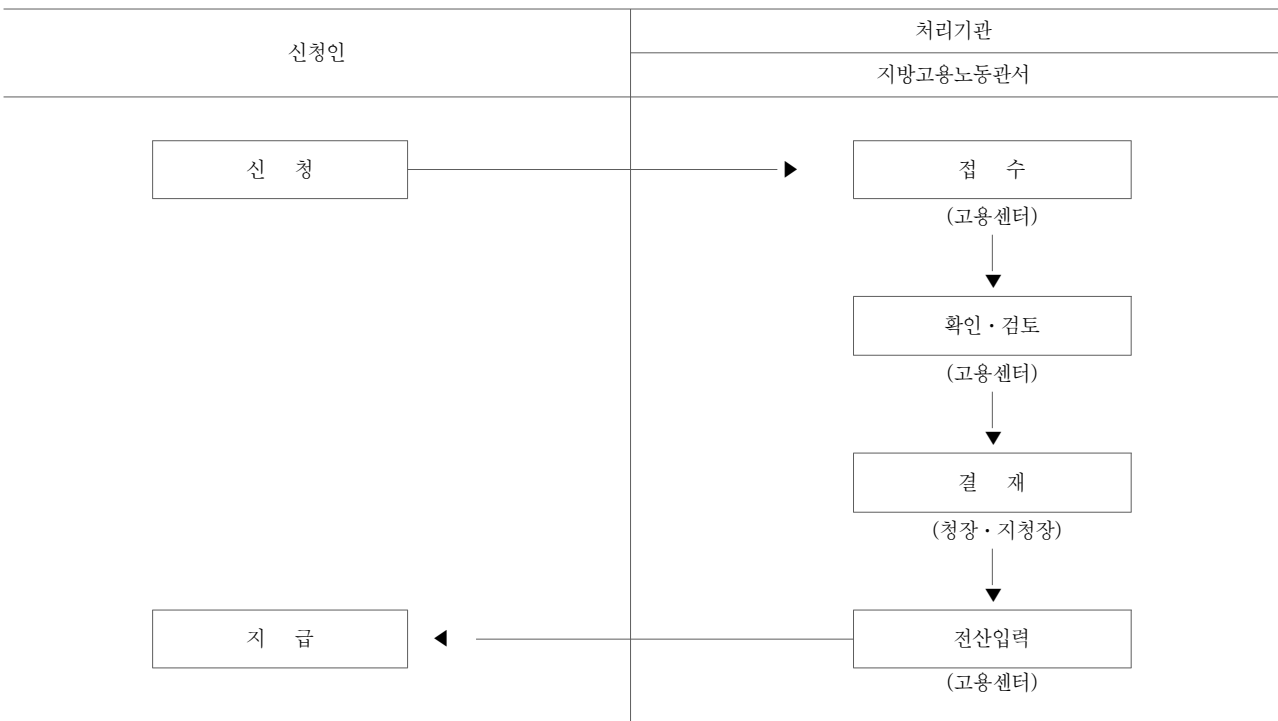 신청인
처리기관
지방고용노동관서
신 청
접 수
(고용센터)
확인ㆍ검토
(고용센터)
결 재
(청장ㆍ지청장)
지 급
전산입력
(고용센터)